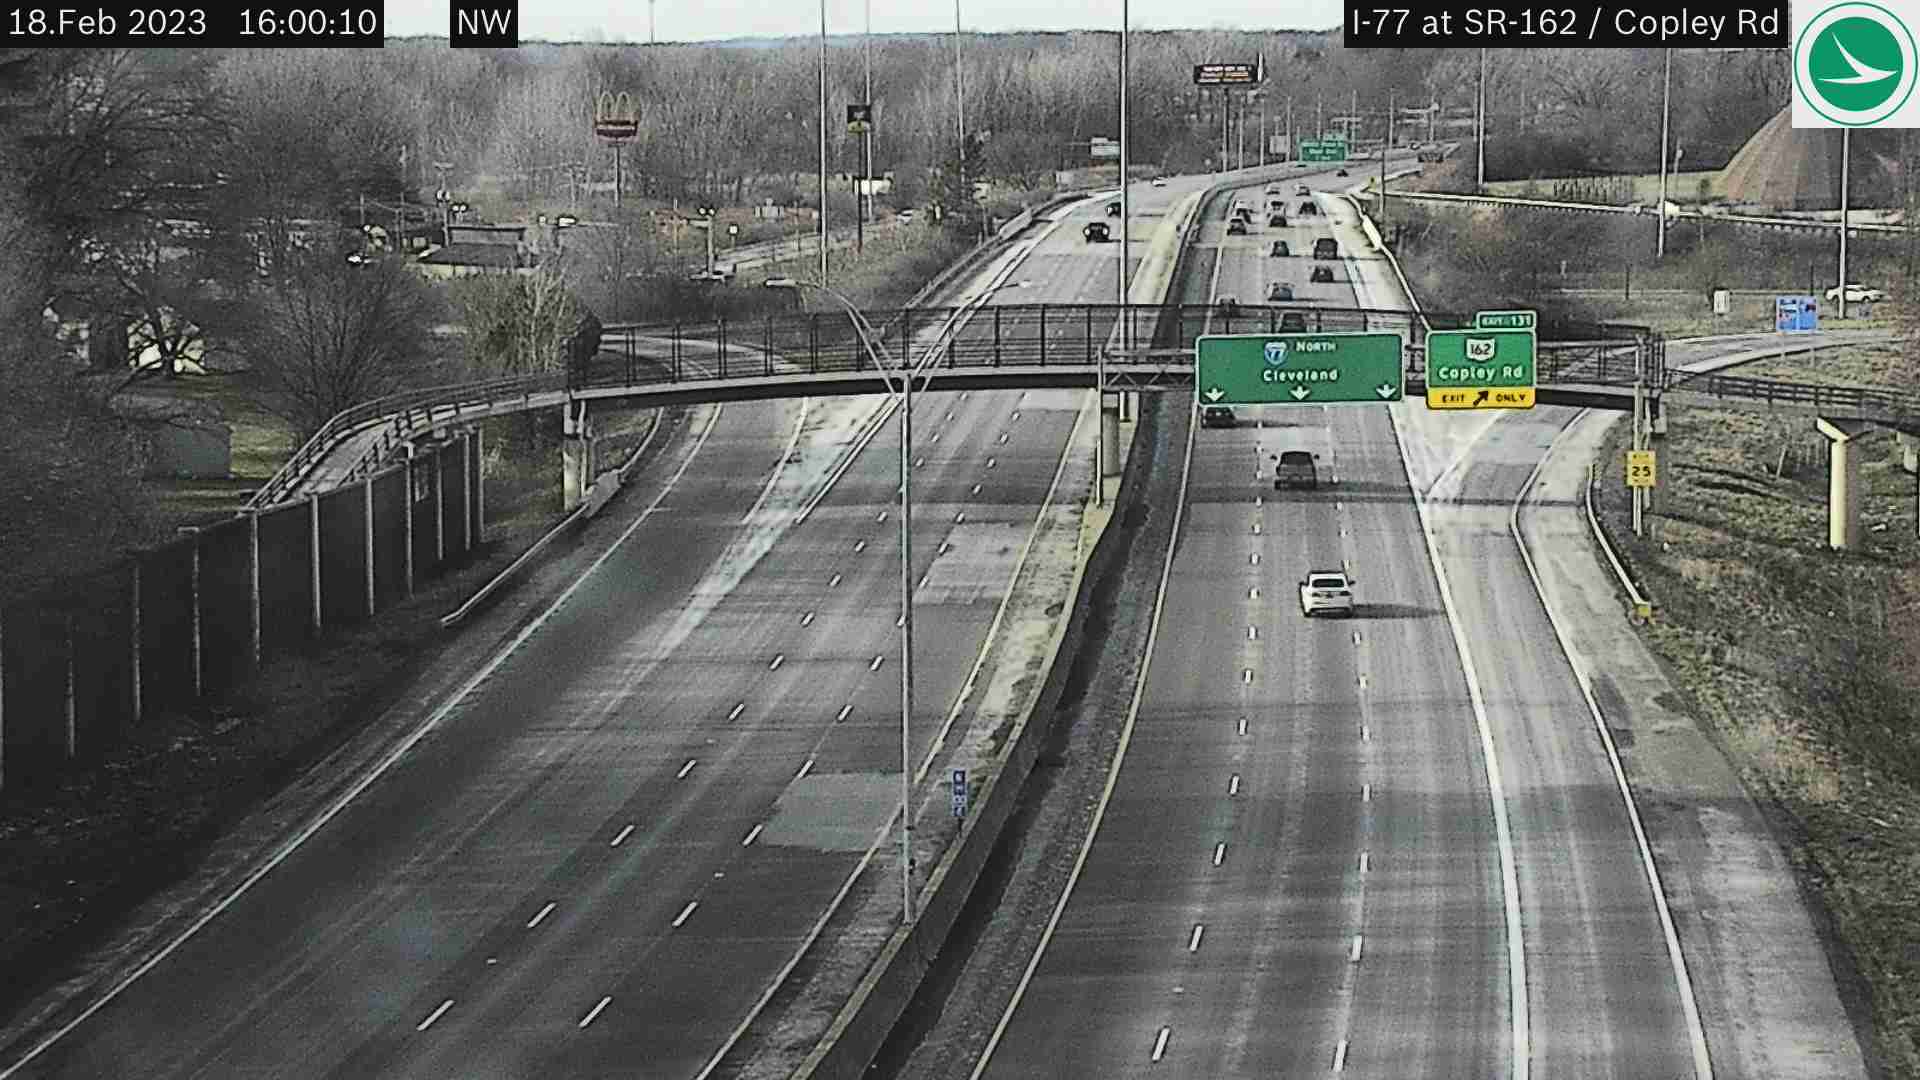 18.Feb 2023 16:00:10
NW
I-77 at SR-162 / Copley Rd
EXIT 131
77 NORTH
Cleveland
162
Copley Rd
EXIT ONLY
25